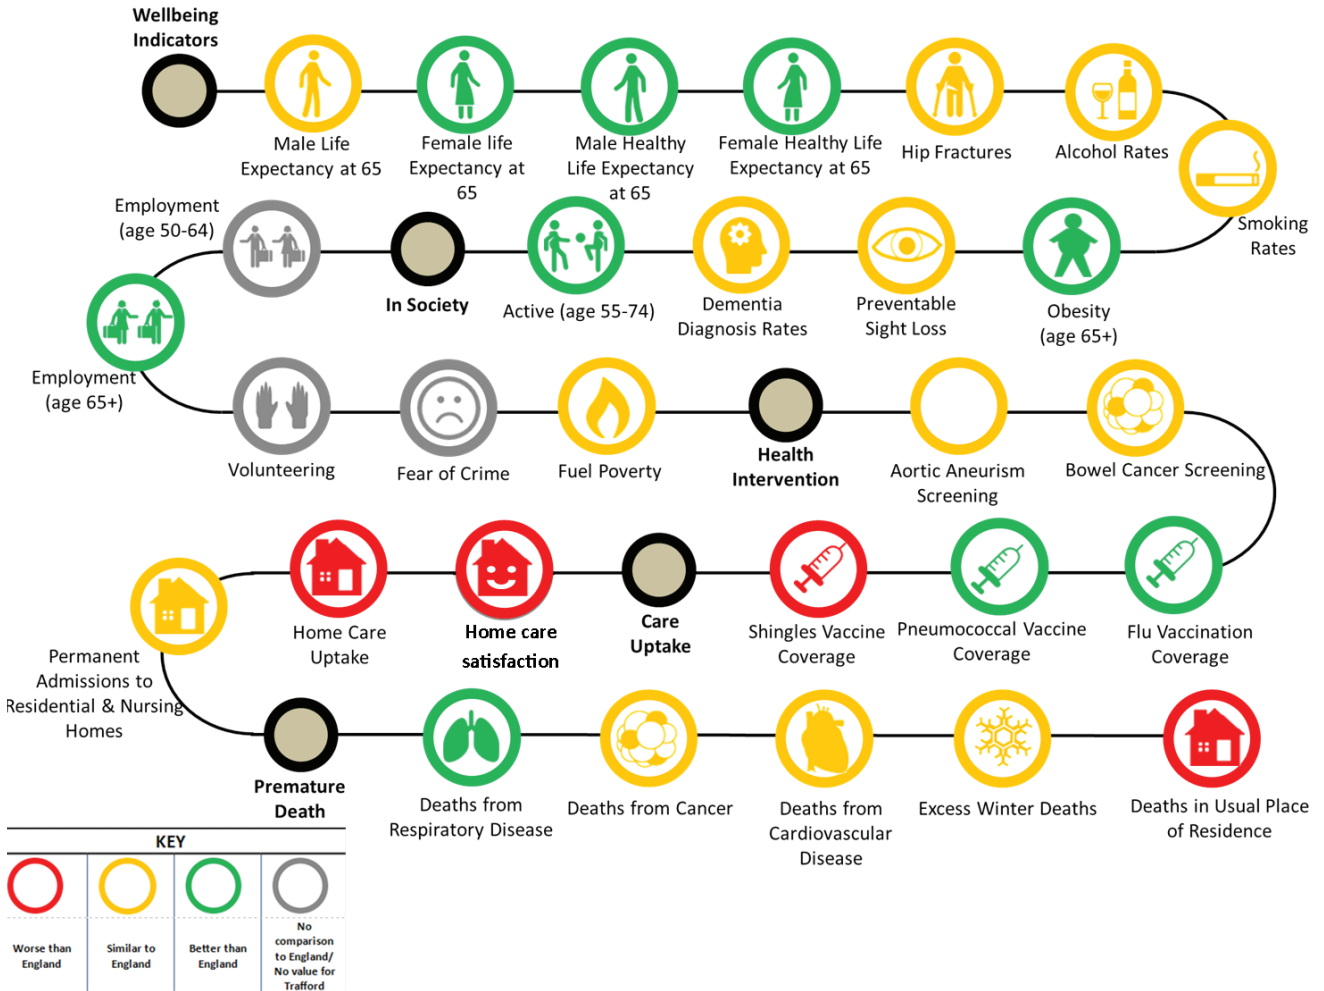 Wellbeing
Indicators
Male Life
Expectancy at 65
Female life
Expectancy at
65
Male Healthy
Life Expectancy
at 65
Female Healthy Life
Expectancy at 65
Hip Fractures
Alcohol Rates
Smoking
Rates
Employment
(age 50-64)
In Society
Active (age 55-74)
Dementia
Diagnosis Rates
Preventable
Sight Loss
Obesity
(age 65+)
Employment
(age 65+)
Volunteering
Fear of Crime
Fuel Poverty
Health
Intervention
Aortic Aneurism
Screening
Bowel Cancer Screening
Home Care
Uptake
Home care
satisfaction
Care
Uptake
Shingles Vaccine
Coverage
Pneumococcal Vaccine
Coverage
Flu Vaccination
Coverage
Permanent
Admissions to
Residential & Nursing
Homes
Premature
Death
Deaths from
Respiratory Disease
Deaths from Cancer
Deaths from
Cardiovascular
Disease
Excess Winter Deaths
Deaths in Usual Place
of Residence
KEY
Worse than
England
Similar to
England
Better than
England
No
comparison
to England/
No value for
Trafford